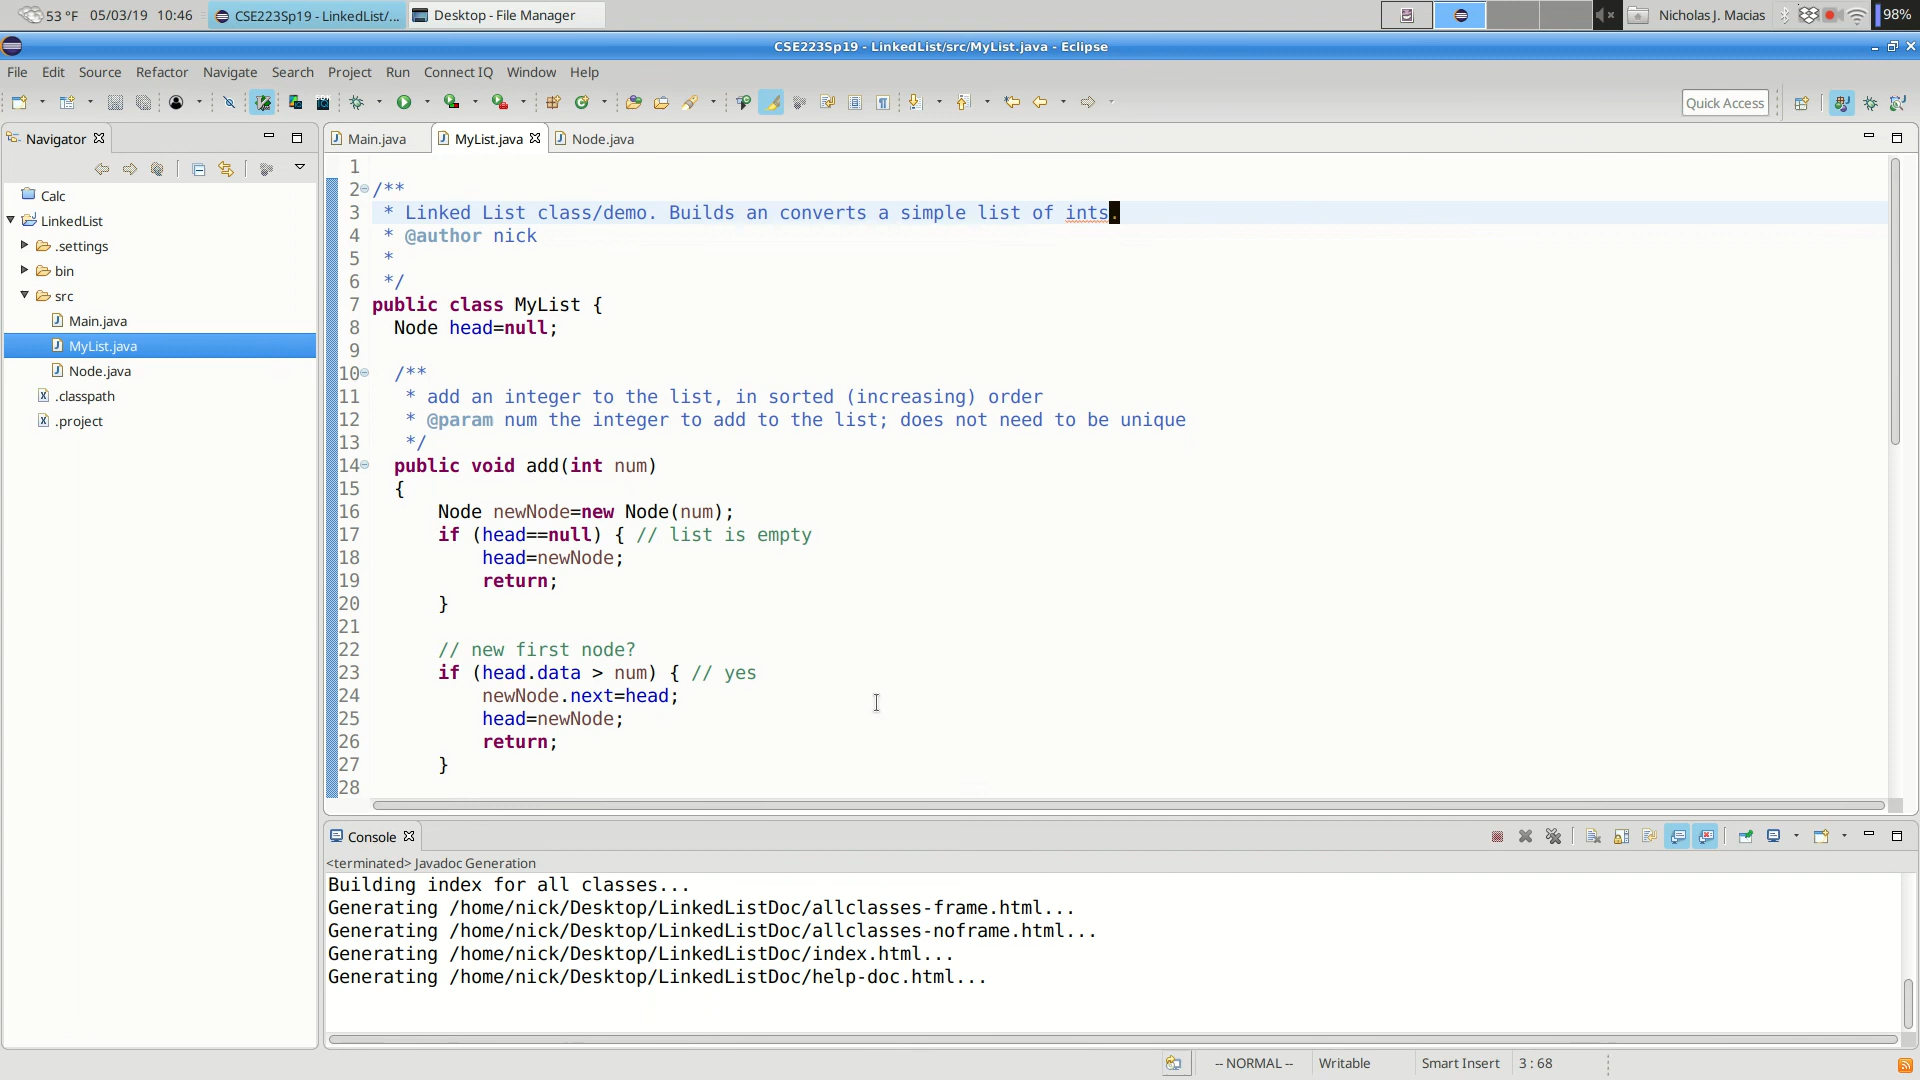 53 °F 05/03/19 10:46 CSE223Sp19 - LinkedList/... Desktop - File Manager Nicholas J. Macias 98%
CSE223Sp19 - LinkedList/src/MyList.java - Eclipse
File Edit Source Refactor Navigate Search Project Run Connect IQ Window Help
Quick Access
Navigator
Calc
LinkedList
.settings
bin
src
Main.java
MyList.java
Node.java
.classpath
.project
Main.java MyList.java Node.java
1
2 /**
3  * Linked List class/demo. Builds an converts a simple list of ints.
4  * @author nick
5  *
6  */
7 public class MyList {
8   Node head=null;
9
10   /**
11    * add an integer to the list, in sorted (increasing) order
12    * @param num the integer to add to the list; does not need to be unique
13    */
14   public void add(int num)
15   {
16       Node newNode=new Node(num);
17       if (head==null) { // list is empty
18           head=newNode;
19           return;
20       }
21
22       // new first node?
23       if (head.data > num) { // yes
24           newNode.next=head;
25           head=newNode;
26           return;
27       }
28
Console
<terminated> Javadoc Generation
Building index for all classes...
Generating /home/nick/Desktop/LinkedListDoc/allclasses-frame.html...
Generating /home/nick/Desktop/LinkedListDoc/allclasses-noframe.html...
Generating /home/nick/Desktop/LinkedListDoc/index.html...
Generating /home/nick/Desktop/LinkedListDoc/help-doc.html...
-- NORMAL -- Writable Smart Insert 3 : 68